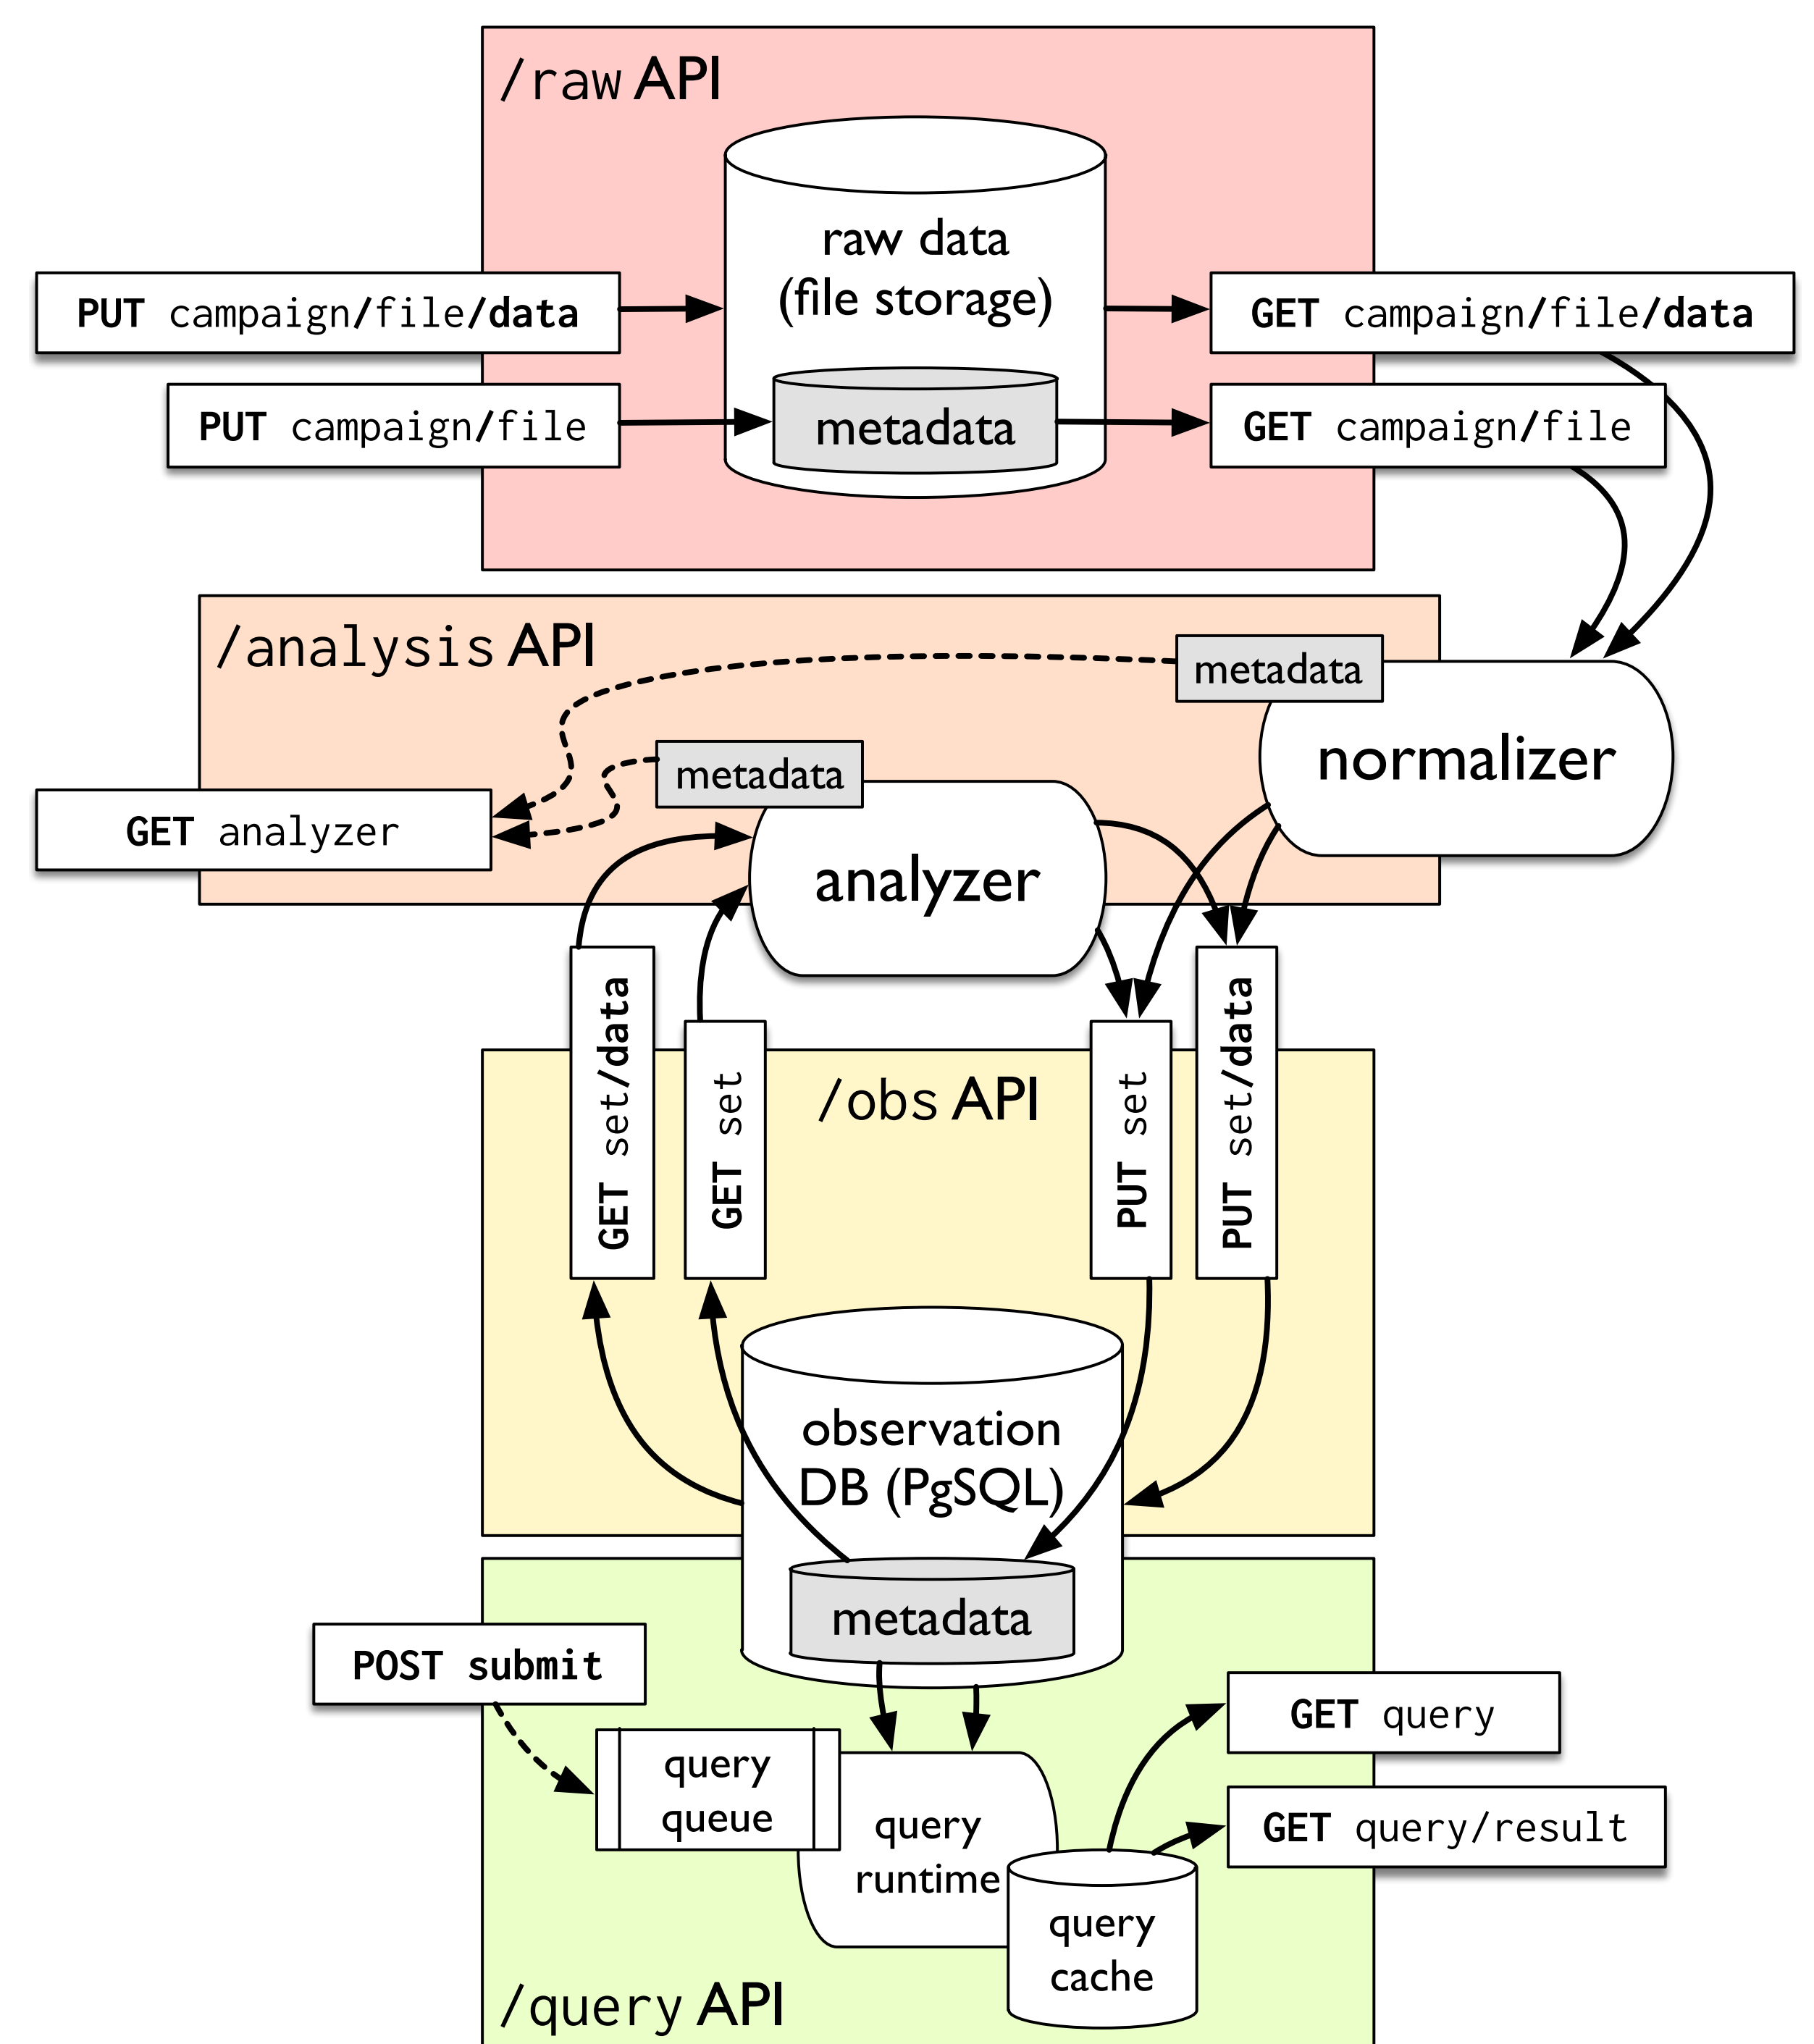 /raw API
raw data
(file storage)
PUT campaign/file/data
GET campaign/file/data
PUT campaign/file
metadata
GET campaign/file
/analysis API
metadata
normalizer
metadata
GET analyzer
analyzer
GET set/data
GET set
/obs API
PUT set
PUT set/data
observation
DB (PgSQL)
metadata
POST submit
GET query
query
queue
query
runtime
GET query/result
query
cache
/query API